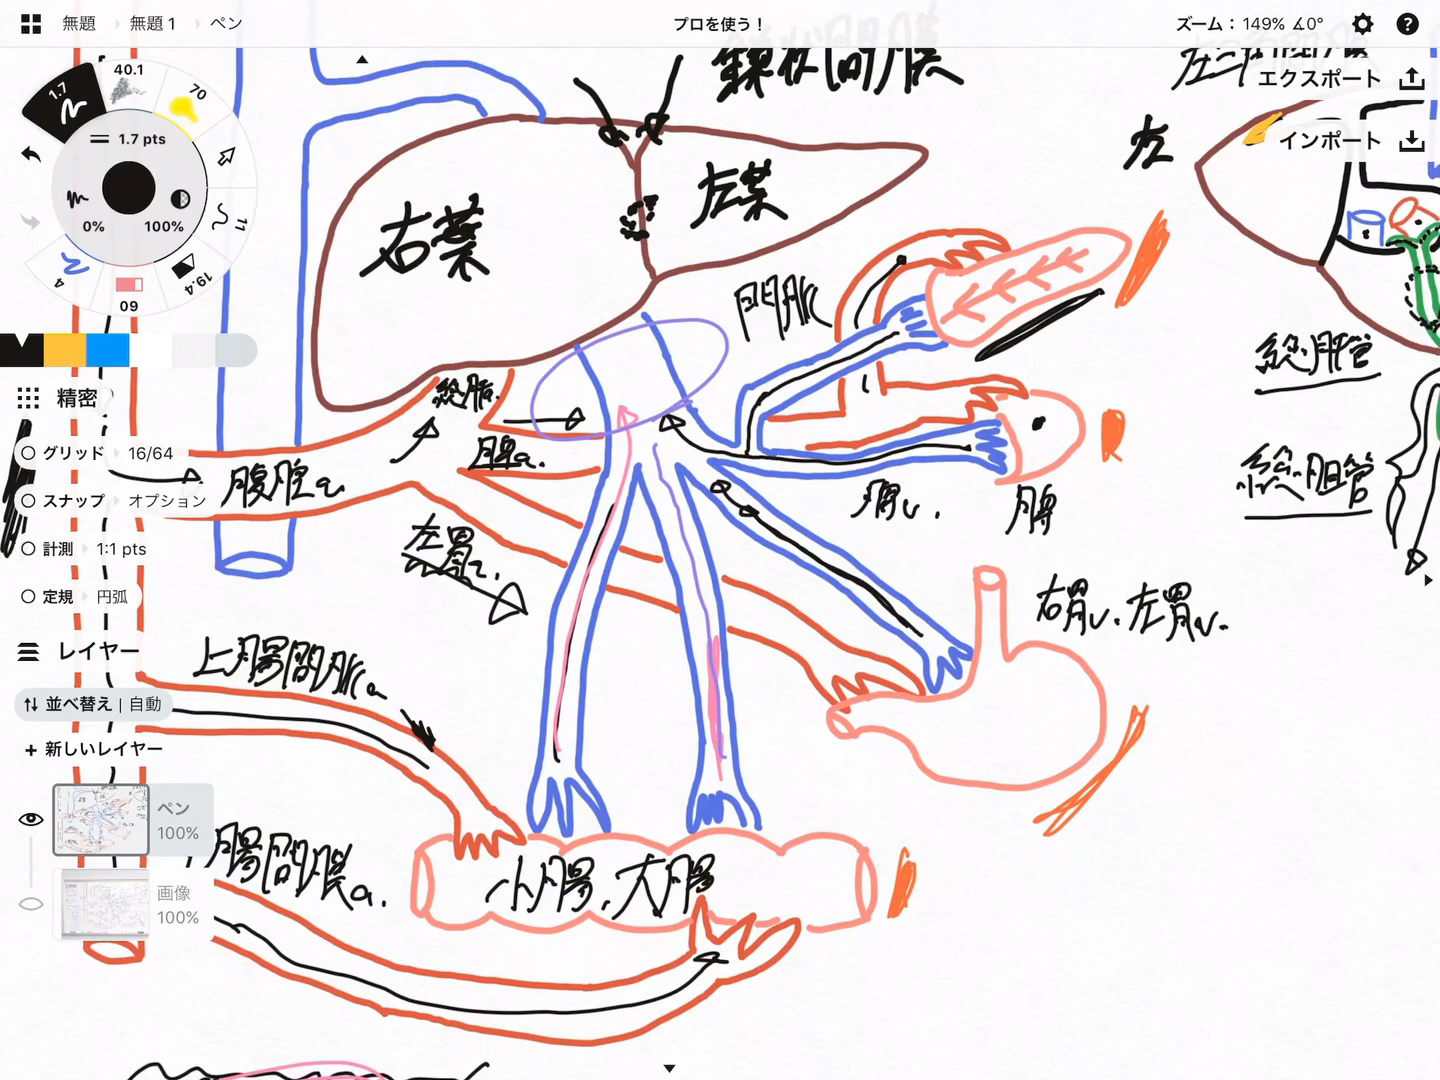 無題 無題 1 ペン
プロを使う！
ズーム： 149% ∡0°
エクスポート
インポート
1.7
40.1
70
1.7 pts
0%
100%
11
19.4
60
4
鎌状間膜
左
右葉
左葉
門脈
総肝a.
脾a.
腹腔a.
左胃a.
脾v.
脾
右胃v. 左胃v.
総肝管
総胆管
上腸間膜a
腸間膜a.
小腸、大腸
精密
グリッド 16/64
スナップ オプション
計測 1:1 pts
定規 円弧
レイヤー
並べ替え | 自動
+ 新しいレイヤー
ペン
100%
画像
100%